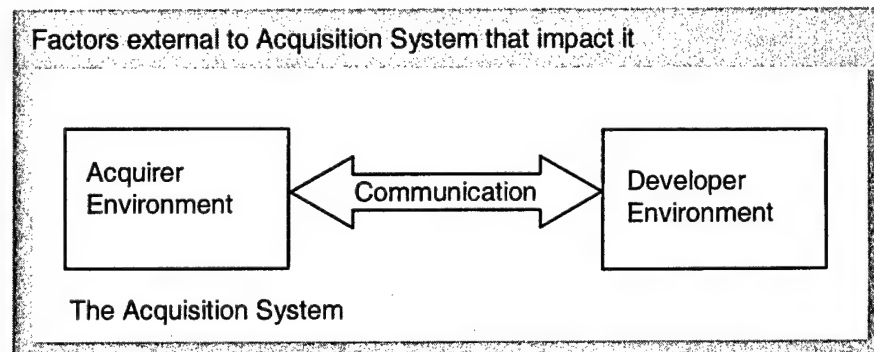 Factors external to Acquisition System that impact it
Acquirer
Environment
Communication
Developer
Environment
The Acquisition System